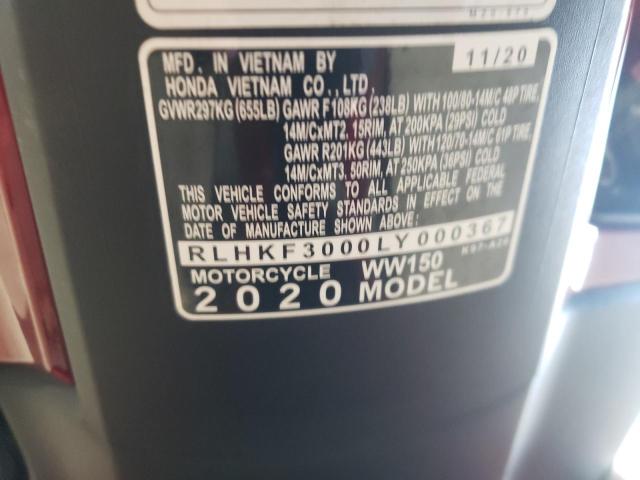 MFD. IN VIETNAM BY 11/20
HONDA VIETNAM CO., LTD,
GVWR297KG (655LB) GAWR F 108KG (238LB) WITH 100/80-14M/C 48P TIRE,
14M/CxMT2. 15RIM, AT 200KPA (29PSI) COLD
GAWR R201KG (443LB) WITH 120/70-14M/C 61P TIRE,
14M/CxMT3. 50RIM, AT 250KPA (36PSI) COLD
THIS VEHICLE CONFORMS TO ALL APPLICABLE FEDERAL
MOTOR VEHICLE SAFETY STANDARDS IN EFFECT ON THE
DATE OF MANUFACTURE SHOWN ABOVE:
RLHKF3000LY000367
K97-A20
MOTORCYCLE WW150
2020 MODEL